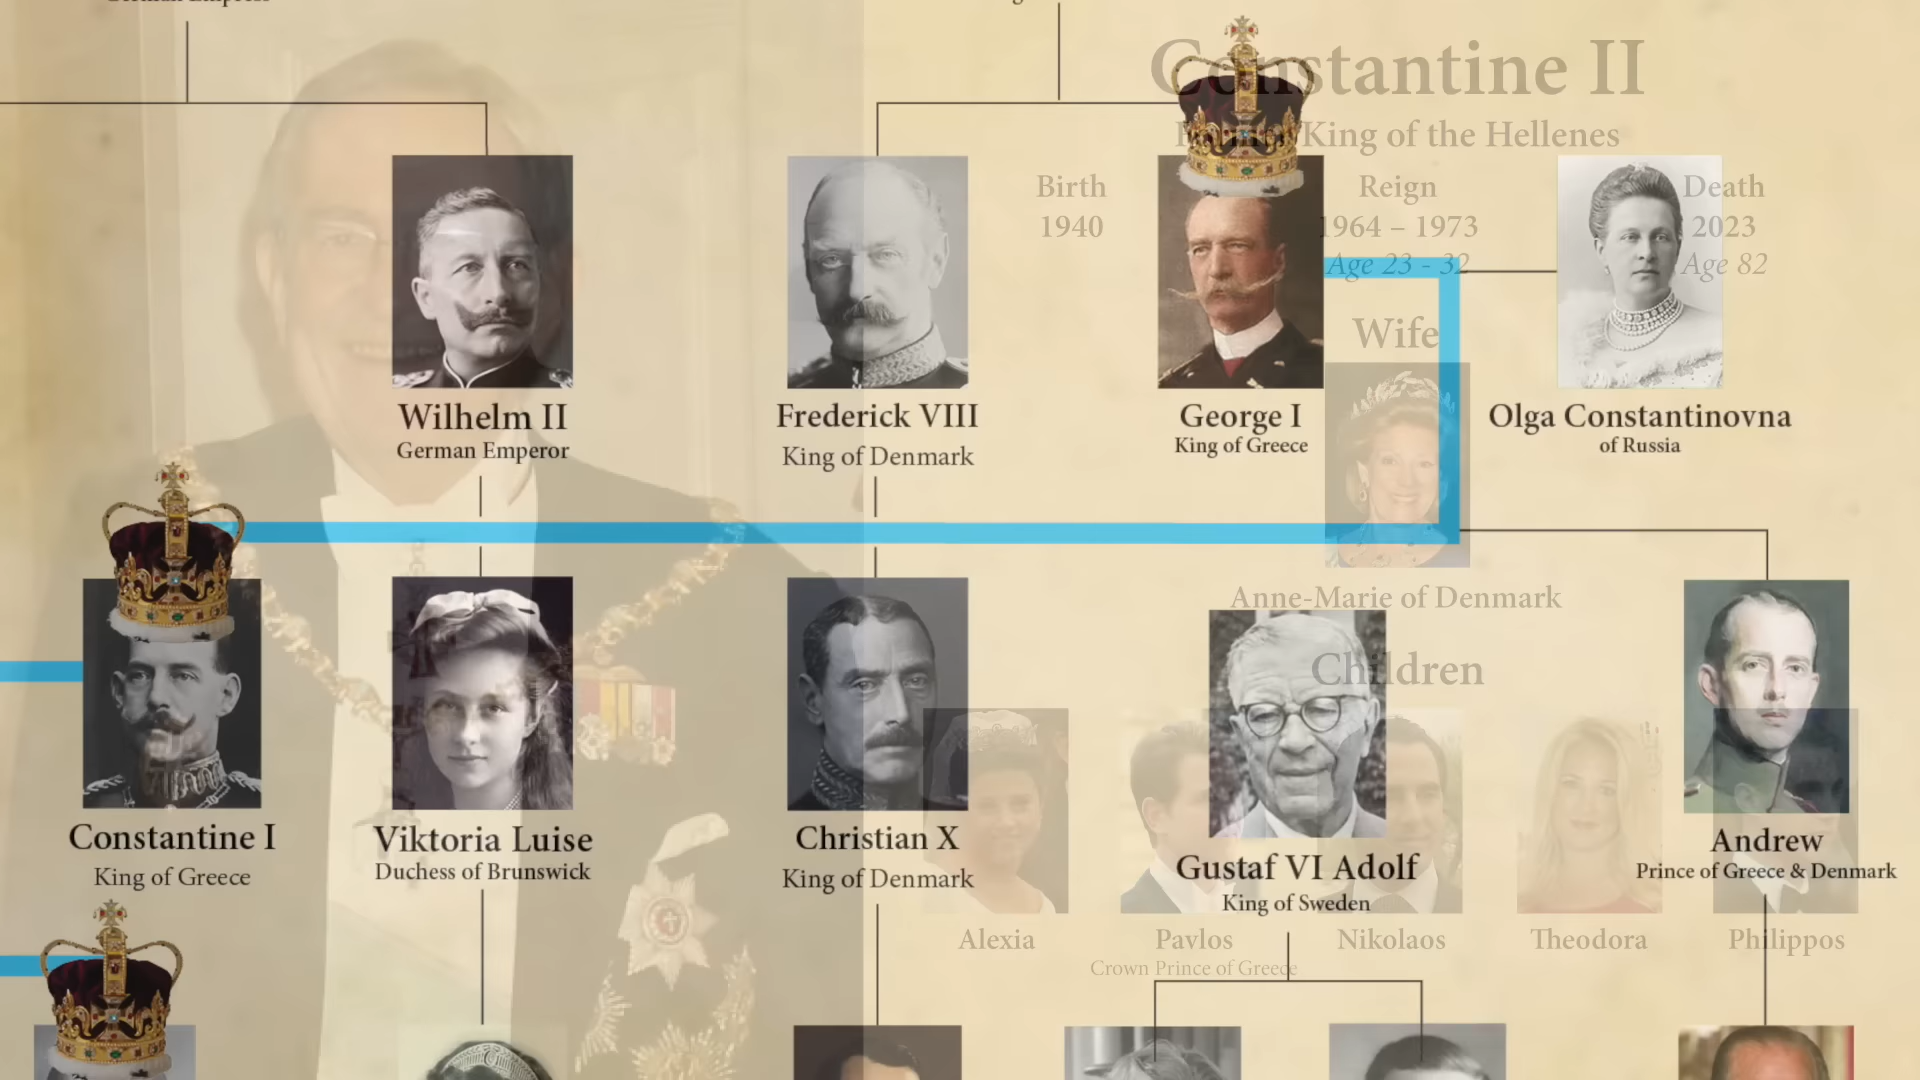 Constantine II
King of the Hellenes
Birth
1940
Reign
1964 – 1973
Age 23 - 32
Death
2023
Age 82
Wife
Wilhelm II
German Emperor
Frederick VIII
King of Denmark
George I
King of Greece
Olga Constantinovna
of Russia
Anne-Marie of Denmark
Children
Constantine I
King of Greece
Viktoria Luise
Duchess of Brunswick
Christian X
King of Denmark
Gustaf VI Adolf
King of Sweden
Andrew
Prince of Greece & Denmark
Alexia
Pavlos
Crown Prince of Greece
Nikolaos
Theodora
Philippos